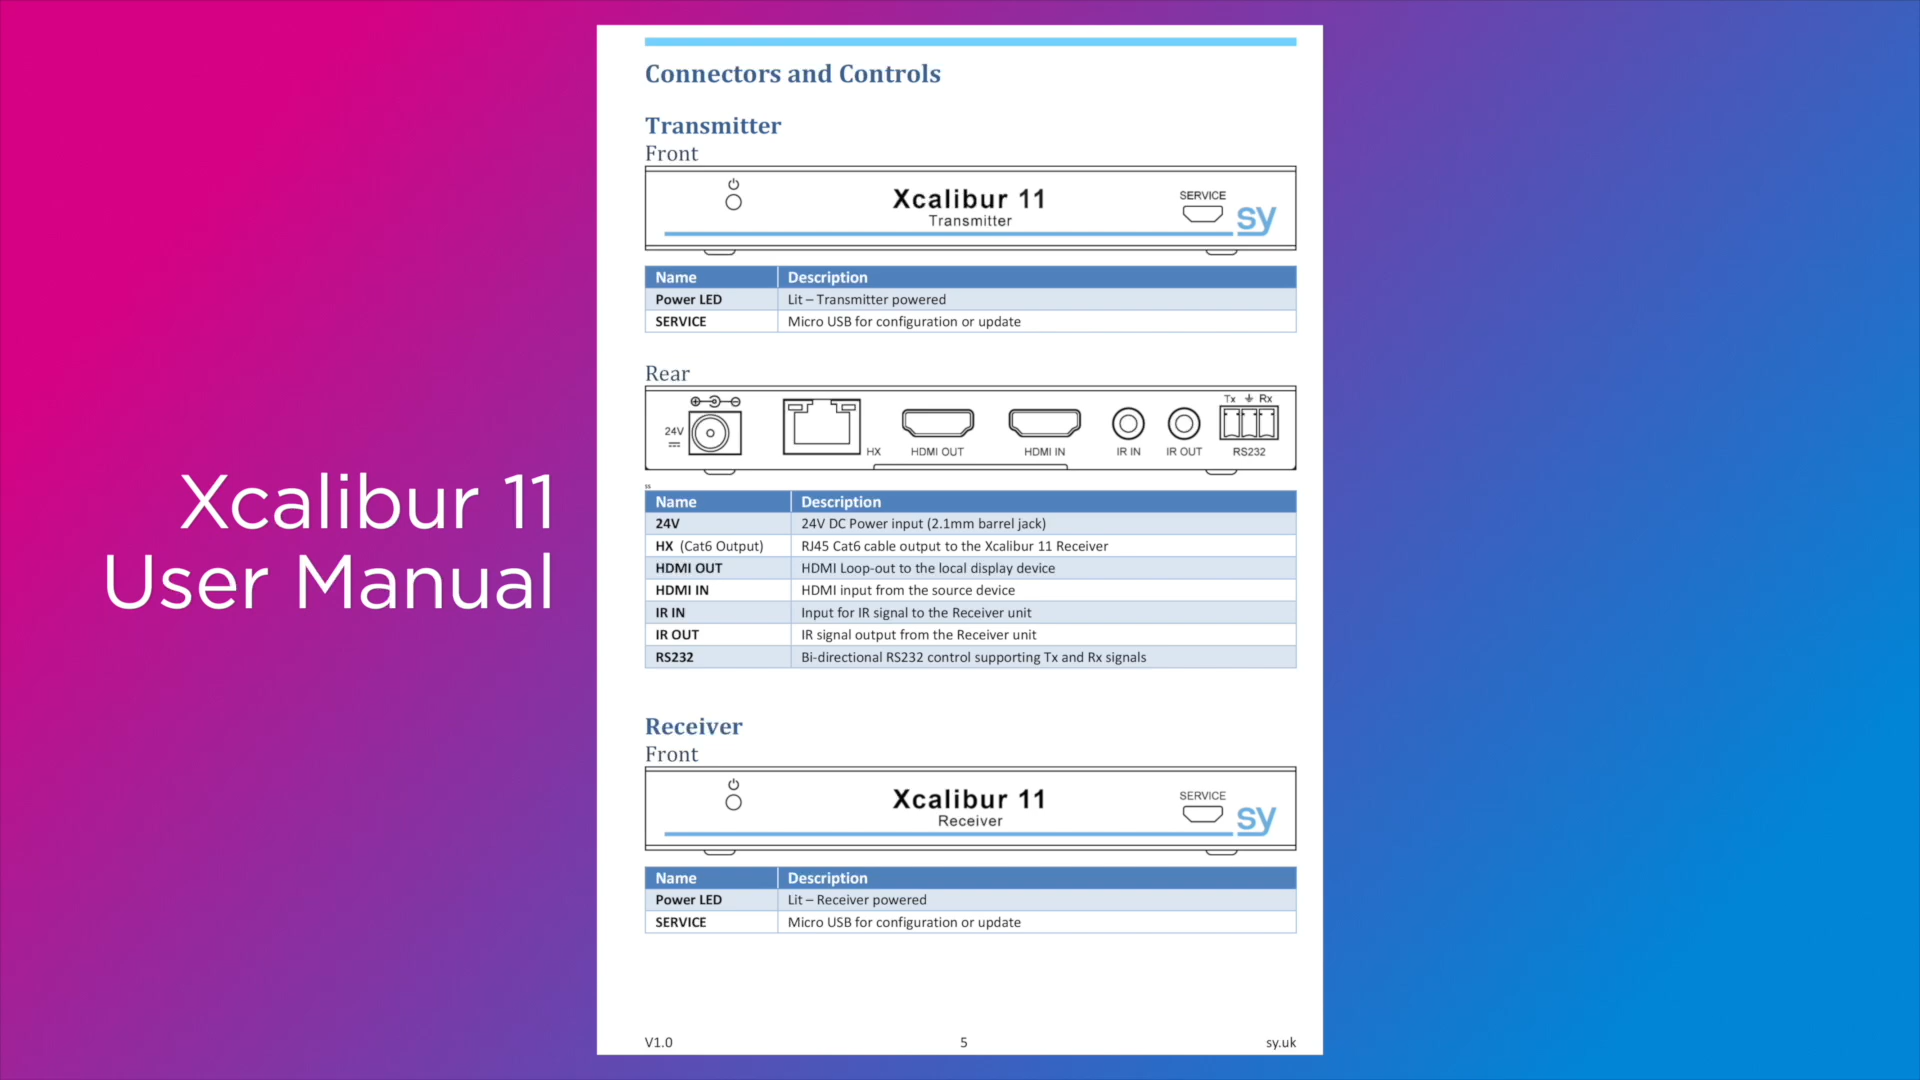 Xcalibur 11
User Manual
Connectors and Controls
Transmitter
Front
Xcalibur 11
Transmitter
SERVICE
sy
Name Description
Power LED Lit – Transmitter powered
SERVICE Micro USB for configuration or update
Rear
24V
HX
HDMI OUT
HDMI IN
IR IN
IR OUT
Tx Rx
RS232
ss
Name Description
24V 24V DC Power input (2.1mm barrel jack)
HX (Cat6 Output) RJ45 Cat6 cable output to the Xcalibur 11 Receiver
HDMI OUT HDMI Loop-out to the local display device
HDMI IN HDMI input from the source device
IR IN Input for IR signal to the Receiver unit
IR OUT IR signal output from the Receiver unit
RS232 Bi-directional RS232 control supporting Tx and Rx signals
Receiver
Front
Xcalibur 11
Receiver
SERVICE
sy
Name Description
Power LED Lit – Receiver powered
SERVICE Micro USB for configuration or update
V1.0 5 sy.uk